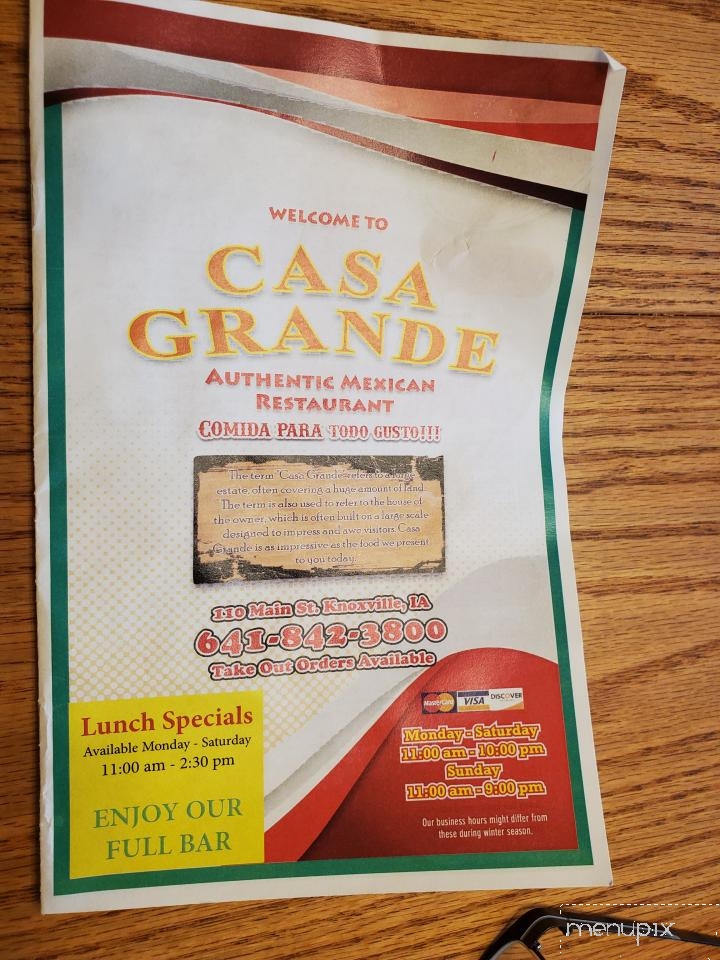 WELCOME TO
CASA
GRANDE
AUTHENTIC MEXICAN
RESTAURANT
COMIDA PARA TODO GUSTO!!!
The term "Casa Grande" refers to a large
estate, often covering a huge amount of land.
The term is also used to refer to the house of
the owner, which is often built on a large scale
designed to impress and awe visitors. Casa
Grande is as impressive as the food we present
to you today.
110 Main St. Knoxville, IA
641-842-3800
Take Out Orders Available
Lunch Specials
Available Monday - Saturday
11:00 am - 2:30 pm
ENJOY OUR
FULL BAR
MasterCard VISA DISCOVER
Monday - Saturday
11:00 am - 10:00 pm
Sunday
11:00 am - 9:00 pm
Our business hours might differ from
these during winter season.
menupix